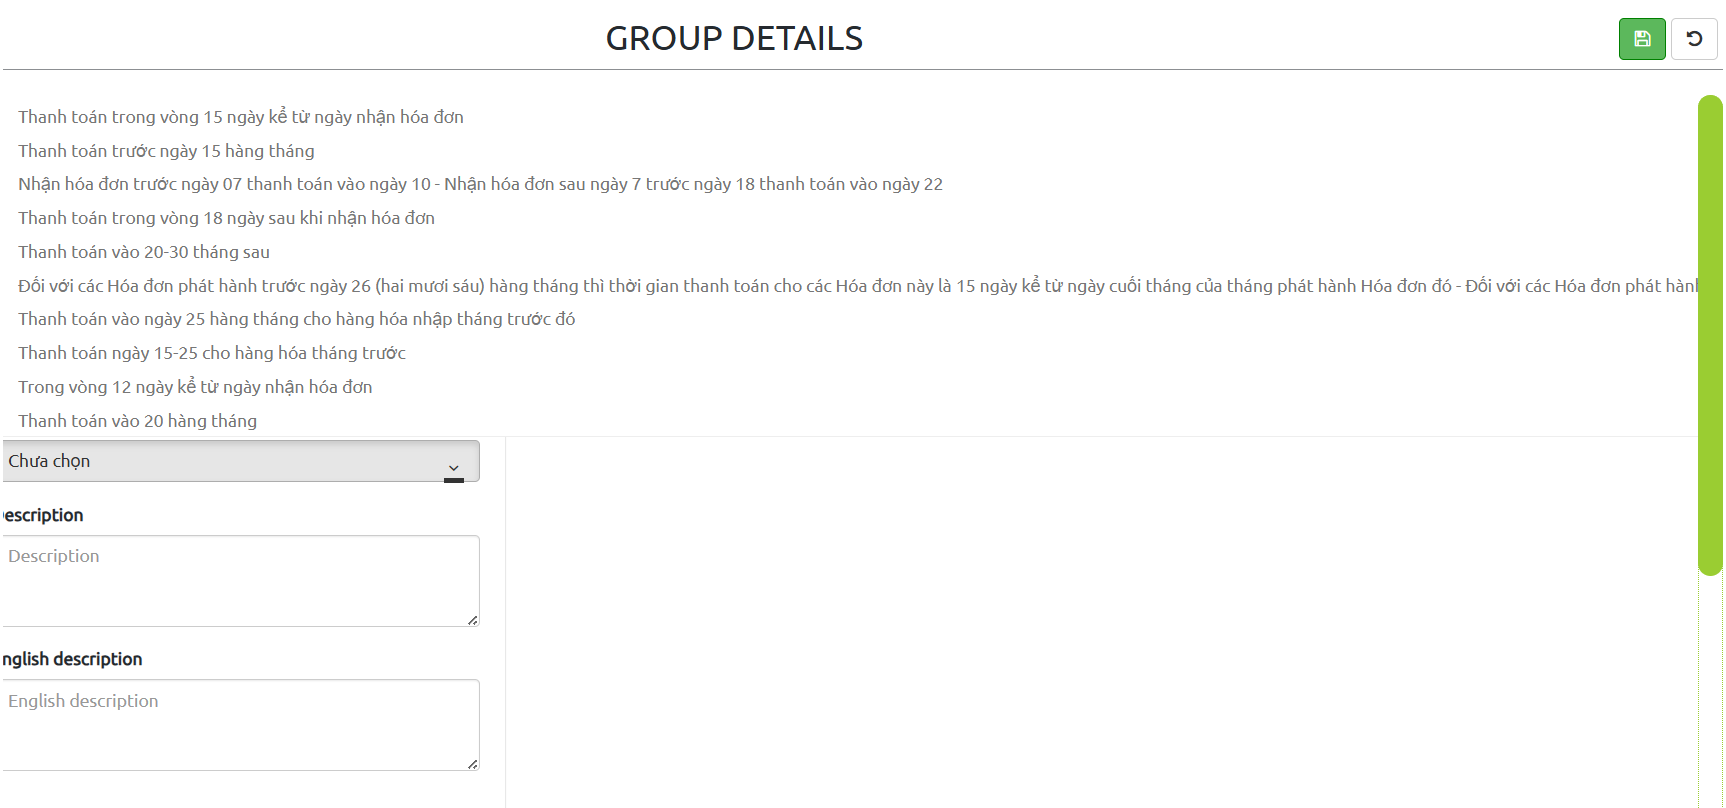 GROUP DETAILS
Thanh toán trong vòng 15 ngày kể từ ngày nhận hóa đơn
Thanh toán trước ngày 15 hàng tháng
Nhận hóa đơn trước ngày 07 thanh toán vào ngày 10 - Nhận hóa đơn sau ngày 7 trước ngày 18 thanh toán vào ngày 22
Thanh toán trong vòng 18 ngày sau khi nhận hóa đơn
Thanh toán vào 20-30 tháng sau
Đối với các Hóa đơn phát hành trước ngày 26 (hai mươi sáu) hàng tháng thì thời gian thanh toán cho các Hóa đơn này là 15 ngày kể từ ngày cuối tháng của tháng phát hành Hóa đơn đó - Đối với các Hóa đơn phát hành
Thanh toán vào ngày 25 hàng tháng cho hàng hóa nhập tháng trước đó
Thanh toán ngày 15-25 cho hàng hóa tháng trước
Trong vòng 12 ngày kể từ ngày nhận hóa đơn
Thanh toán vào 20 hàng tháng
Chưa chọn
escription
Description
nglish description
English description